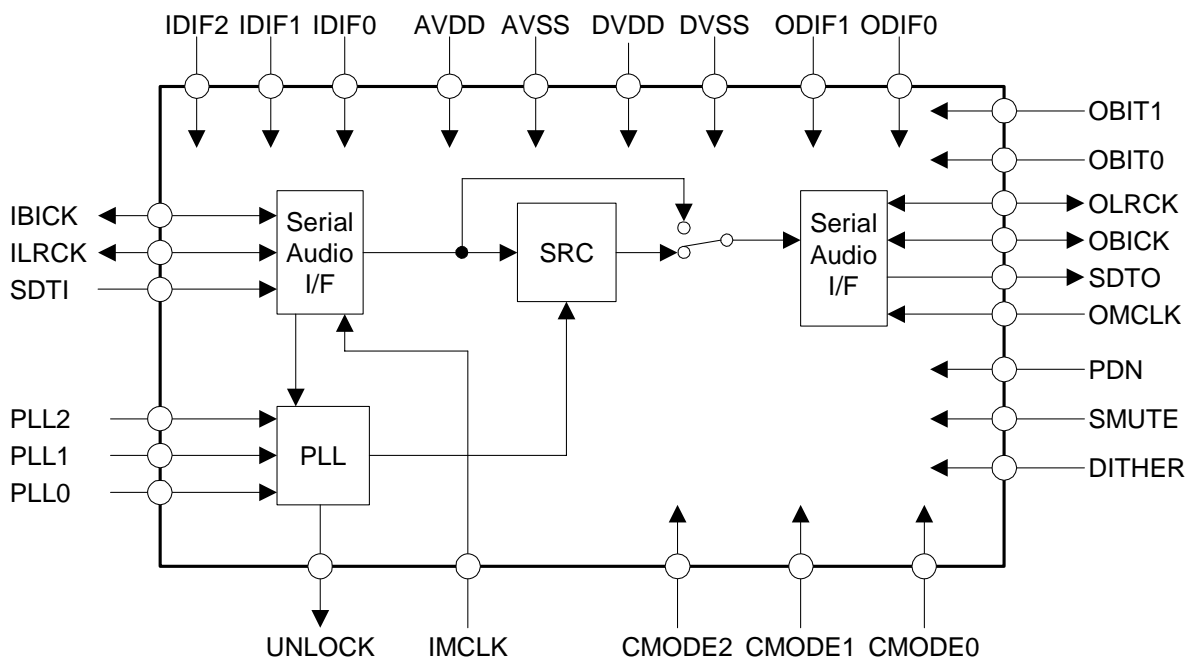 IDIF2 IDIF1 IDIF0 AVDD AVSS DVDD DVSS ODIF1 ODIF0
OBIT1
OBIT0
IBICK
ILRCK
SDTI
Serial
Audio
I/F
SRC
Serial
Audio
I/F
OLRCK
OBICK
SDTO
OMCLK
PDN
SMUTE
DITHER
PLL2
PLL1
PLL0
PLL
UNLOCK IMCLK CMODE2 CMODE1 CMODE0